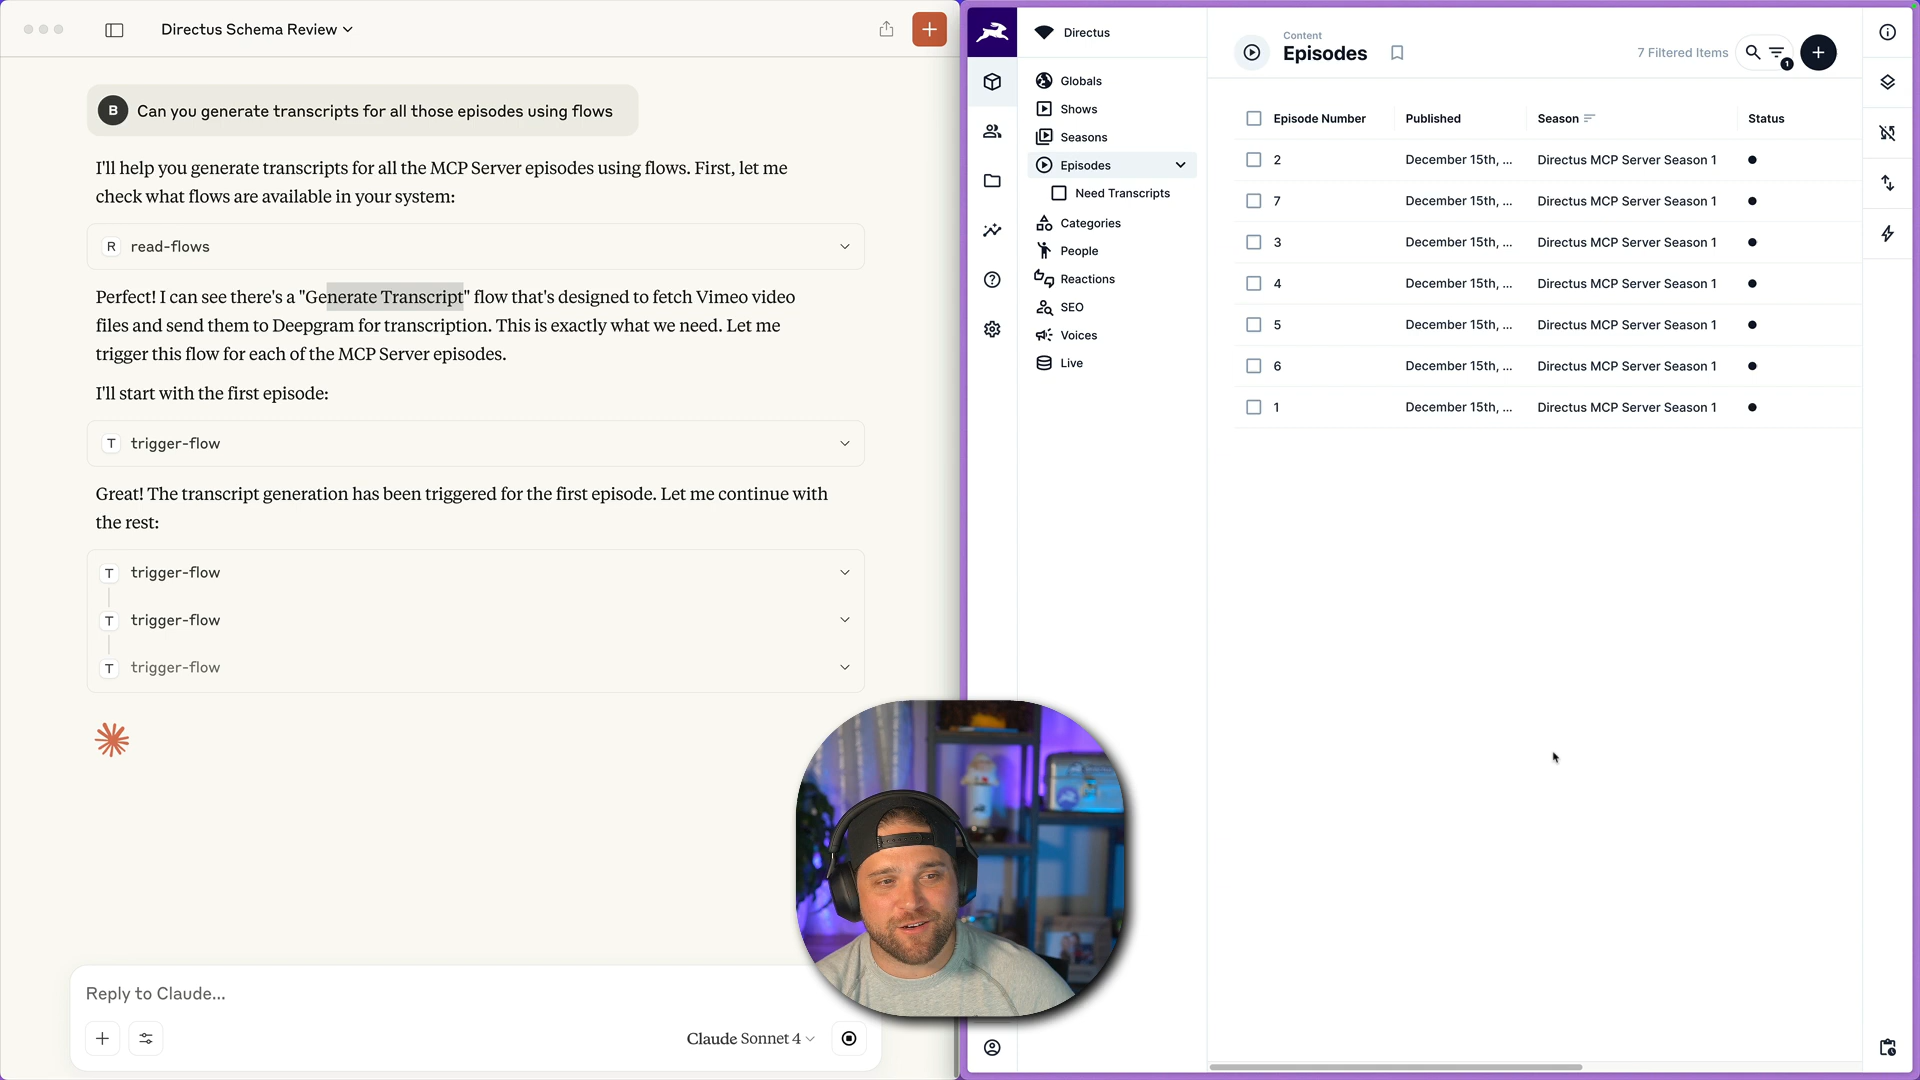 Directus Schema Review
B
Can you generate transcripts for all those episodes using flows
I'll help you generate transcripts for all the MCP Server episodes using flows. First, let me
check what flows are available in your system:
R read-flows
Perfect! I can see there's a "Generate Transcript" flow that's designed to fetch Vimeo video
files and send them to Deepgram for transcription. This is exactly what we need. Let me
trigger this flow for each of the MCP Server episodes.
I'll start with the first episode:
T trigger-flow
Great! The transcript generation has been triggered for the first episode. Let me continue with
the rest:
T trigger-flow
T trigger-flow
T trigger-flow
Reply to Claude...
Claude Sonnet 4
Directus
Globals
Shows
Seasons
Episodes
Need Transcripts
Categories
People
Reactions
SEO
Voices
Live
Content
Episodes
7 Filtered Items
1
Episode Number Published Season Status
2 December 15th, ... Directus MCP Server Season 1
7 December 15th, ... Directus MCP Server Season 1
3 December 15th, ... Directus MCP Server Season 1
4 December 15th, ... Directus MCP Server Season 1
5 December 15th, ... Directus MCP Server Season 1
6 December 15th, ... Directus MCP Server Season 1
1 December 15th, ... Directus MCP Server Season 1